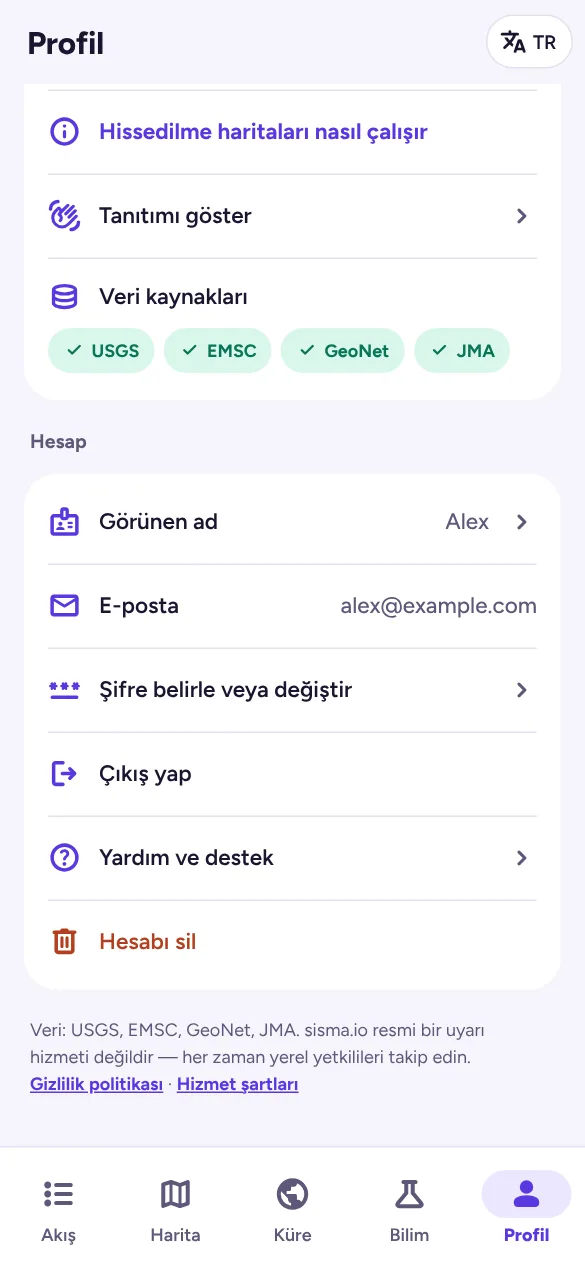 Profil
TR
Hissedilme haritaları nasıl çalışır
Tanıtımı göster
Veri kaynakları
USGS
EMSC
GeoNet
JMA
Hesap
Görünen ad
Alex
E-posta
alex@example.com
Şifre belirle veya değiştir
Çıkış yap
Yardım ve destek
Hesabı sil
Veri: USGS, EMSC, GeoNet, JMA. sisma.io resmi bir uyarı
hizmeti değildir — her zaman yerel yetkilileri takip edin.
Gizlilik politikası · Hizmet şartları
Akış
Harita
Küre
Bilim
Profil